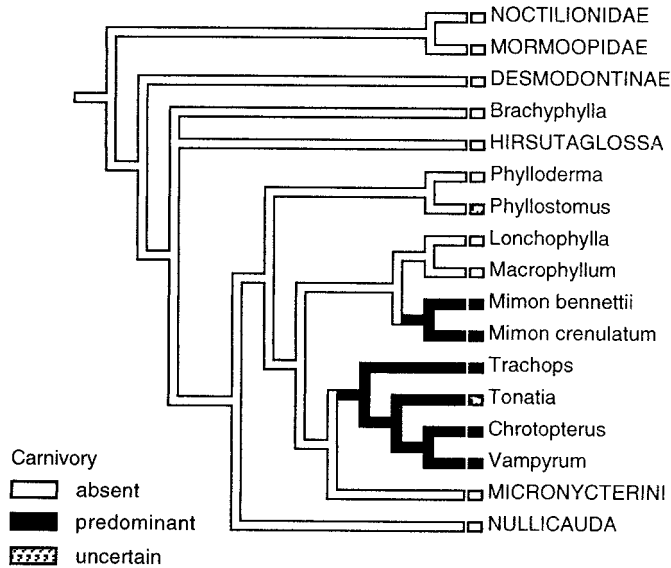 NOCTILIONIDAE
MORMOOPIDAE
DESMODONTINAE
Brachyphylla
HIRSUTAGLOSSA
Phylloderma
Phyllostomus
Lonchophylla
Macrophyllum
Mimon bennettii
Mimon crenulatum
Trachops
Tonatia
Chrotopterus
Vampyrum
MICRONYCTERINI
NULLICAUDA
Carnivory
absent
predominant
uncertain